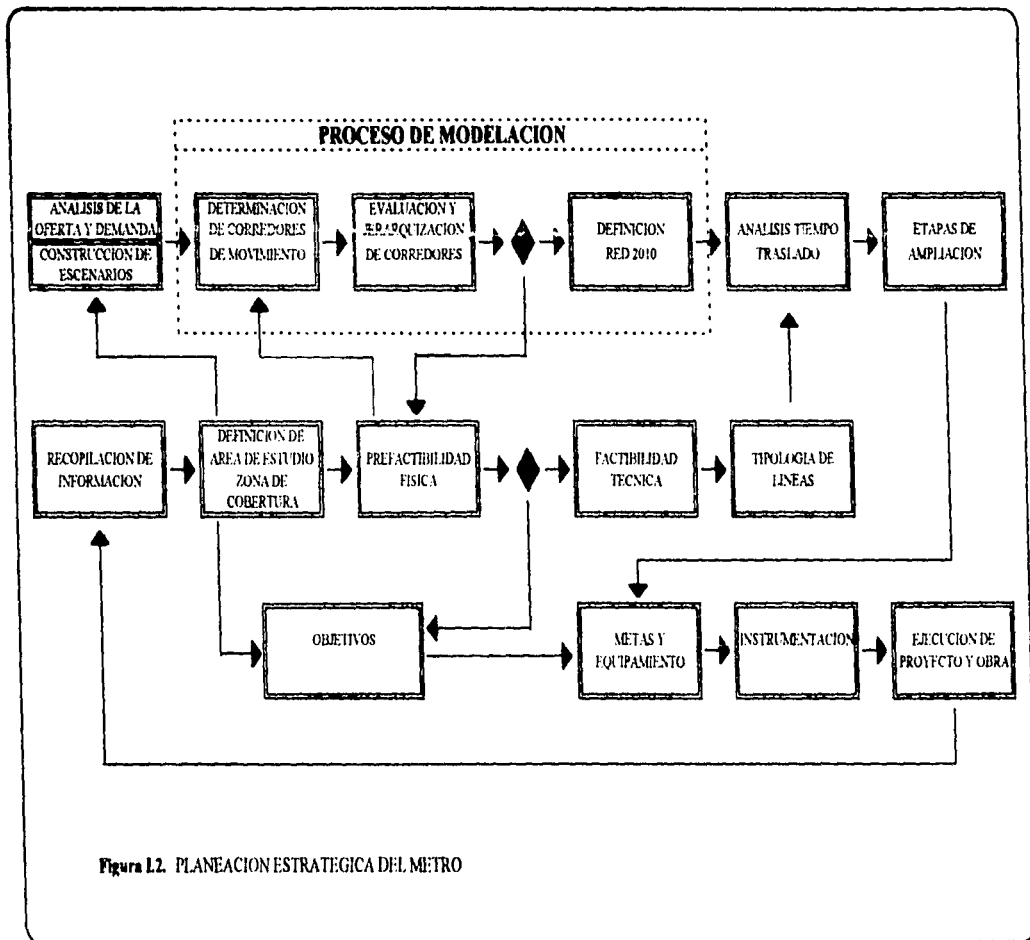 PROCESO DE MODELACION
ANALISIS DE LA
OFERTA Y DEMANDA
CONSTRUCCION DE
ESCENARIOS
DETERMINACION
DE CORREDORES
DE MOVIMIENTO
EVALUACION Y
JERARQUIZACION
DE CORREDORES
DEFINICION
RED 2010
ANALISIS TIEMPO
TRASLADO
ETAPAS DE
AMPLIACION
RECOPILACION DE
INFORMACION
DEFINICION DE
AREA DE ESTUDIO
ZONA DE
COBERTURA
PREFACTIBILIDAD
FISICA
FACTIBILIDAD
TECNICA
TIPOLOGIA DE
LINEAS
OBJETIVOS
METAS Y
EQUIPAMIENTO
INSTRUMENTACION
EJECUCION DE
PROYECTO Y OBRA
Figura I.2. PLANEACION ESTRATEGICA DEL METRO